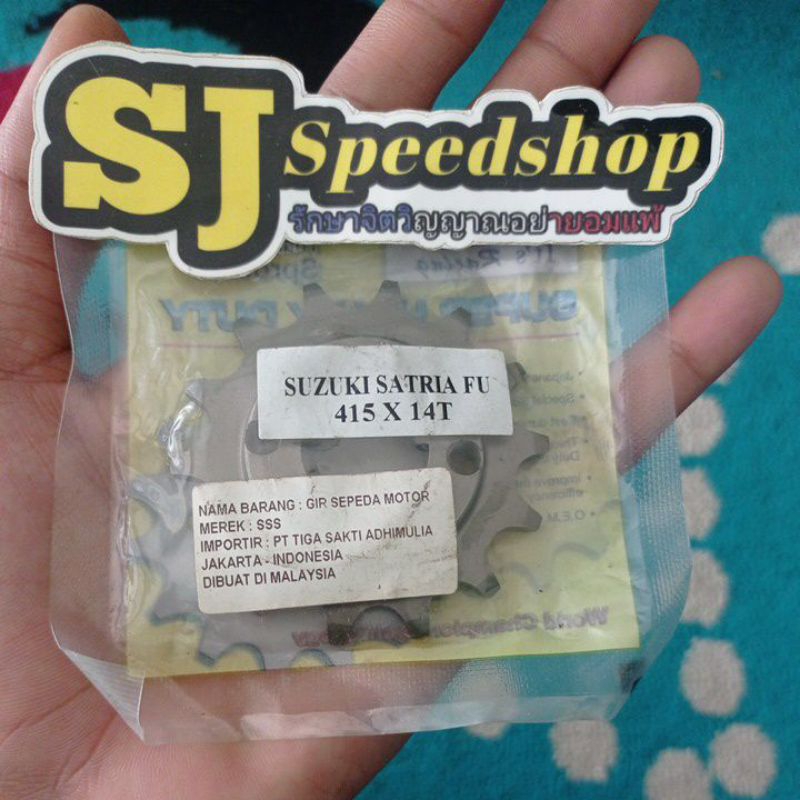 SJ Speedshop
รักษาจิตวิญญาณอย่ายอมแพ้
It's Racing
SUZUKI SATRIA FU
415 X 14T
NAMA BARANG : GIR SEPEDA MOTOR
MEREK : SSS
IMPORTIR : PT TIGA SAKTI ADHIMULIA
JAKARTA - INDONESIA
DIBUAT DI MALAYSIA